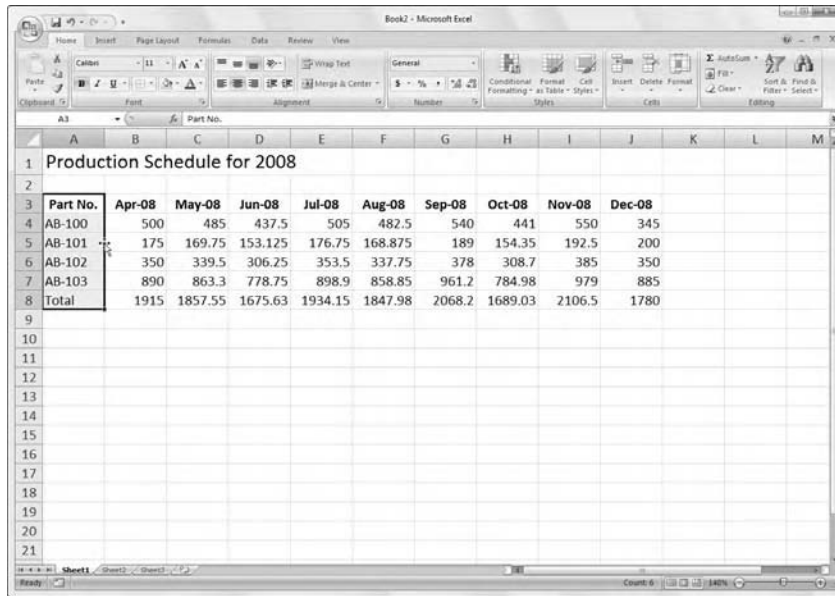 Book2 - Microsoft Excel
Home Insert Page Layout Formulas Data Review View
Calibri 11 A A Wrap Text General Σ AutoSum
Paste B I U A Merge & Center $ % , Conditional Formatting Format as Table Cell Styles Insert Delete Format Fill Clear Sort & Filter Find & Select
Clipboard Font Alignment Number Styles Cells Editing
A3 fx Part No.
A B C D E F G H I J K L M
1 Production Schedule for 2008
2
3 Part No. Apr-08 May-08 Jun-08 Jul-08 Aug-08 Sep-08 Oct-08 Nov-08 Dec-08
4 AB-100 500 485 437.5 505 482.5 540 441 550 345
5 AB-101 175 169.75 153.125 176.75 168.875 189 154.35 192.5 200
6 AB-102 350 339.5 306.25 353.5 337.75 378 308.7 385 350
7 AB-103 890 863.3 778.75 898.9 858.85 961.2 784.98 979 885
8 Total 1915 1857.55 1675.63 1934.15 1847.98 2068.2 1689.03 2106.5 1780
9
10
11
12
13
14
15
16
17
18
19
20
21
Sheet1 Sheet2 Sheet3
Ready Count: 6 140%